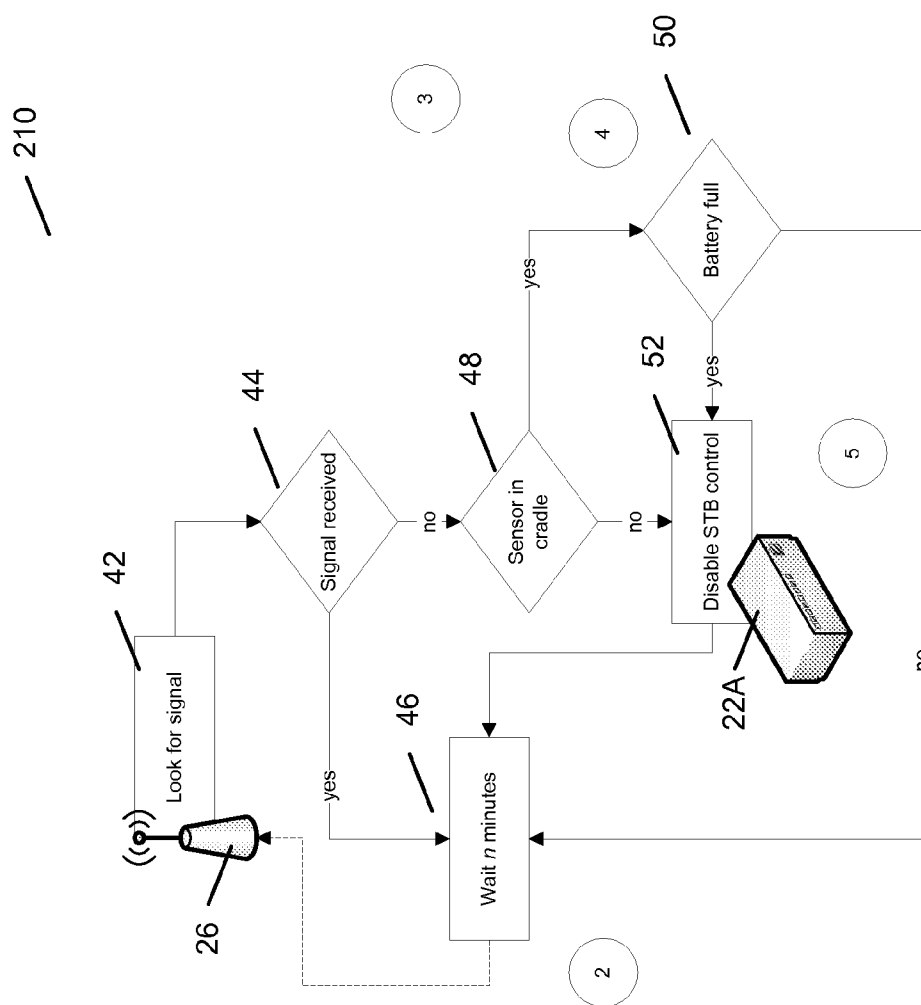 210
42
Look for signal
26
44
Signal received
yes
no
46
Wait n minutes
2
3
48
Sensor in
cradle
yes
no
4
50
Battery full
yes
52
Disable STB control
22A
5
no